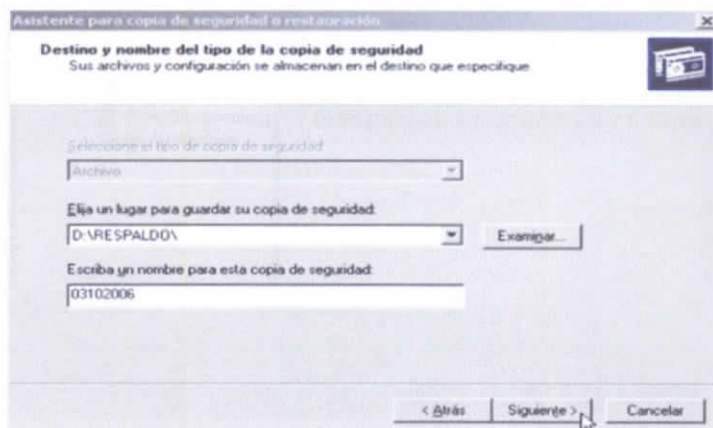 Asistente para copia de seguridad o restauración
Destino y nombre del tipo de la copia de seguridad
Sus archivos y configuración se almacenan en el destino que especifique
Seleccione el tipo de copia de seguridad
Archivo
Elija un lugar para guardar su copia de seguridad:
D:\RESPALDO\
Examinar...
Escriba un nombre para esta copia de seguridad:
03102006
< Atrás
Siguiente >
Cancelar